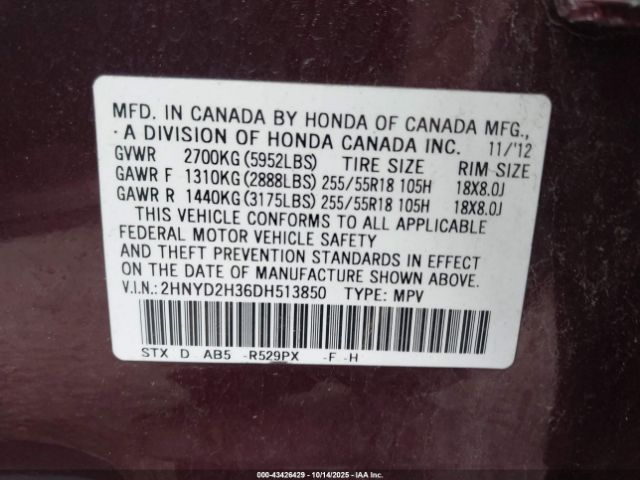 MFD. IN CANADA BY HONDA OF CANADA MFG.,
A DIVISION OF HONDA CANADA INC. 11/'12
GVWR 2700KG (5952LBS) TIRE SIZE RIM SIZE
GAWR F 1310KG (2888LBS) 255/55R18 105H 18X8.0J
GAWR R 1440KG (3175LBS) 255/55R18 105H 18X8.0J
THIS VEHICLE CONFORMS TO ALL APPLICABLE
FEDERAL MOTOR VEHICLE SAFETY
AND THEFT PREVENTION STANDARDS IN EFFECT
ON THE DATE OF MANUFACTURE SHOWN ABOVE.
V.I.N.: 2HNYD2H36DH513850 TYPE: MPV
STX D AB5 -R529PX -F -H
000-43426429 - 10/14/2025 - IAA Inc.